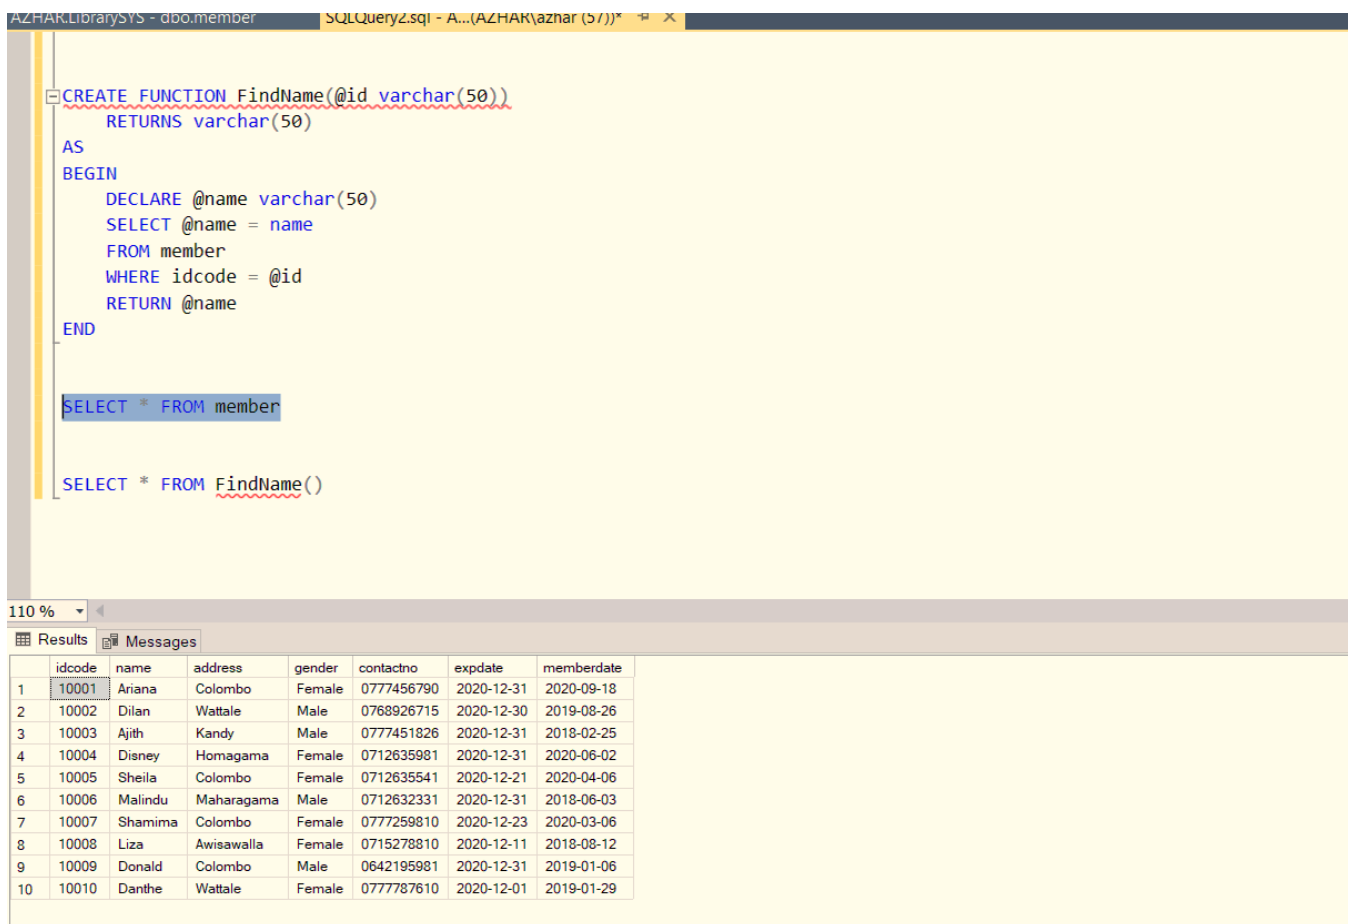 AZHAR.LibrarySYS - dbo.member SQLQuery2.sql - A...(AZHAR\azhar (57))*
CREATE FUNCTION FindName(@id varchar(50))
RETURNS varchar(50)
AS
BEGIN
DECLARE @name varchar(50)
SELECT @name = name
FROM member
WHERE idcode = @id
RETURN @name
END
SELECT * FROM member
SELECT * FROM FindName()
110 %
Results Messages
idcode name address gender contactno expdate memberdate
1 10001 Ariana Colombo Female 0777456790 2020-12-31 2020-09-18
2 10002 Dilan Wattale Male 0768926715 2020-12-30 2019-08-26
3 10003 Ajith Kandy Male 0777451826 2020-12-31 2018-02-25
4 10004 Disney Homagama Female 0712635981 2020-12-31 2020-06-02
5 10005 Sheila Colombo Female 0712635541 2020-12-21 2020-04-06
6 10006 Malindu Maharagama Male 0712632331 2020-12-31 2018-06-03
7 10007 Shamima Colombo Female 0777259810 2020-12-23 2020-03-06
8 10008 Liza Awisawalla Female 0715278810 2020-12-11 2018-08-12
9 10009 Donald Colombo Male 0642195981 2020-12-31 2019-01-06
10 10010 Danthe Wattale Female 0777787610 2020-12-01 2019-01-29